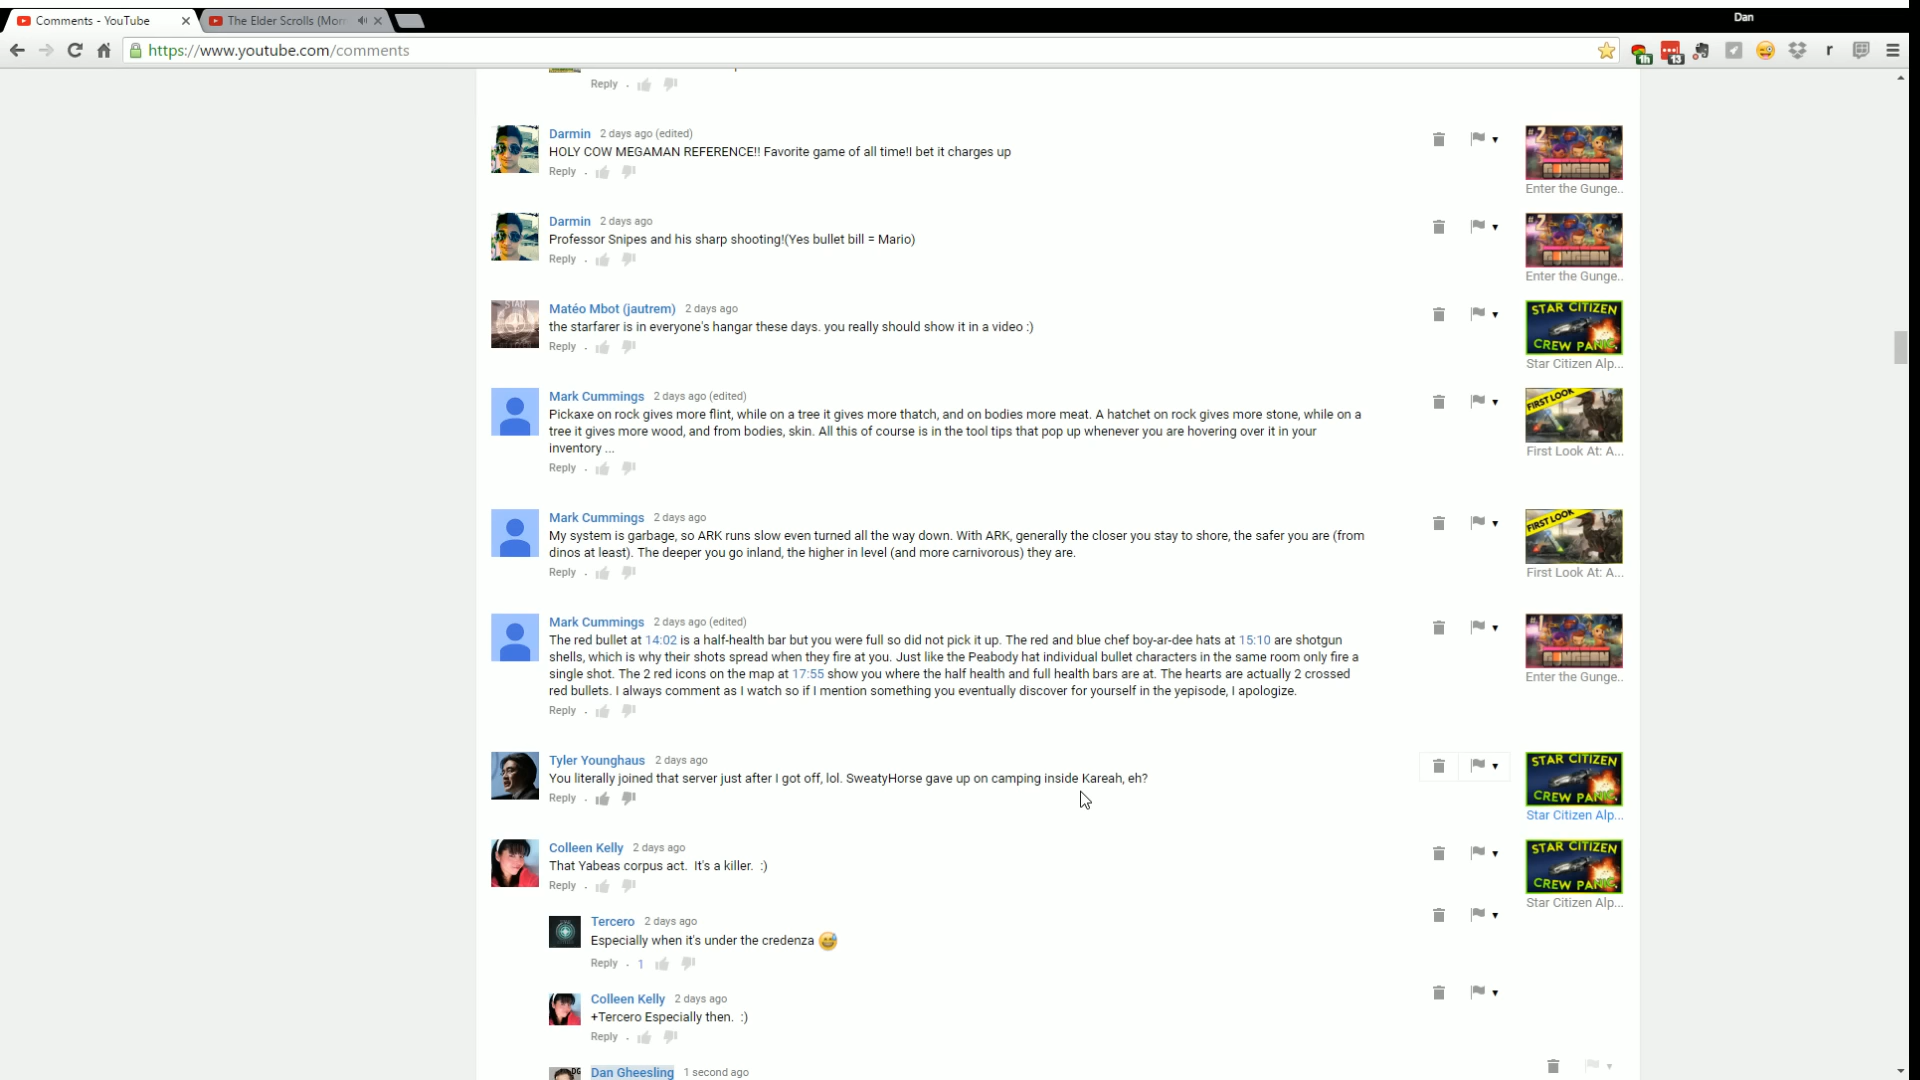 Comments - YouTube
The Elder Scrolls (Morr
Dan
https://www.youtube.com/comments
1h
13
r
Reply .
Darmin 2 days ago (edited)
HOLY COW MEGAMAN REFERENCE!! Favorite game of all time!I bet it charges up
Reply .
GUNGEON
Enter the Gunge..
Darmin 2 days ago
Professor Snipes and his sharp shooting!(Yes bullet bill = Mario)
Reply .
GUNGEON
Enter the Gunge..
Matéo Mbot (jautrem) 2 days ago
the starfarer is in everyone's hangar these days. you really should show it in a video :)
Reply .
STAR CITIZEN
CREW PANIC
Star Citizen Alp...
Mark Cummings 2 days ago (edited)
Pickaxe on rock gives more flint, while on a tree it gives more thatch, and on bodies more meat. A hatchet on rock gives more stone, while on a
tree it gives more wood, and from bodies, skin. All this of course is in the tool tips that pop up whenever you are hovering over it in your
inventory ...
Reply .
FIRST LOOK
First Look At: A...
Mark Cummings 2 days ago
My system is garbage, so ARK runs slow even turned all the way down. With ARK, generally the closer you stay to shore, the safer you are (from
dinos at least). The deeper you go inland, the higher in level (and more carnivorous) they are.
Reply .
FIRST LOOK
First Look At: A...
Mark Cummings 2 days ago (edited)
The red bullet at 14:02 is a half-health bar but you were full so did not pick it up. The red and blue chef boy-ar-dee hats at 15:10 are shotgun
shells, which is why their shots spread when they fire at you. Just like the Peabody hat individual bullet characters in the same room only fire a
single shot. The 2 red icons on the map at 17:55 show you where the half health and full health bars are at. The hearts are actually 2 crossed
red bullets. I always comment as I watch so if I mention something you eventually discover for yourself in the yepisode, I apologize.
Reply .
GUNGEON
Enter the Gunge..
Tyler Younghaus 2 days ago
You literally joined that server just after I got off, lol. SweatyHorse gave up on camping inside Kareah, eh?
Reply .
STAR CITIZEN
CREW PANIC
Star Citizen Alp...
Colleen Kelly 2 days ago
That Yabeas corpus act. It's a killer. :)
Reply .
STAR CITIZEN
CREW PANIC
Star Citizen Alp...
Tercero 2 days ago
Especially when it's under the credenza
Reply . 1
Colleen Kelly 2 days ago
+Tercero Especially then. :)
Reply .
DG
Dan Gheesling 1 second ago